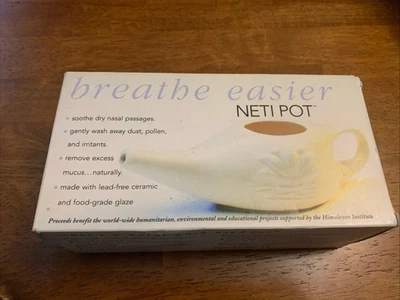 breathe easier
NETI POT™
• soothe dry nasal passages.
• gently wash away dust, pollen,
and irritants.
• remove excess
mucus...naturally.
• made with lead-free ceramic
and food-grade glaze
Proceeds benefit the world-wide humanitarian, environmental and educational projects supported by the Himalayan Institute